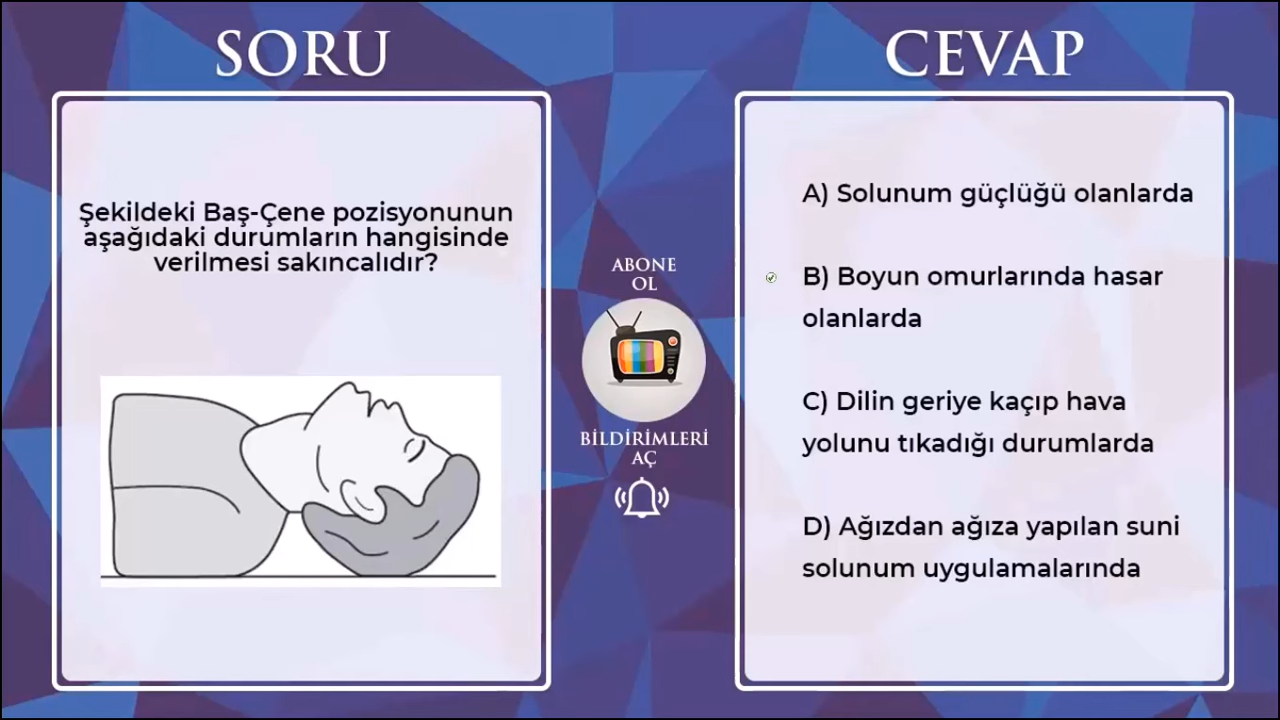 SORU
Şekildeki Baş-Çene pozisyonunun
aşağıdaki durumların hangisinde
verilmesi sakıncalıdır?
ABONE
OL
BİLDİRİMLERİ
AÇ
CEVAP
A) Solunum güçlüğü olanlarda
B) Boyun omurlarında hasar
olanlarda
C) Dilin geriye kaçıp hava
yolunu tıkadığı durumlarda
D) Ağızdan ağıza yapılan suni
solunum uygulamalarında